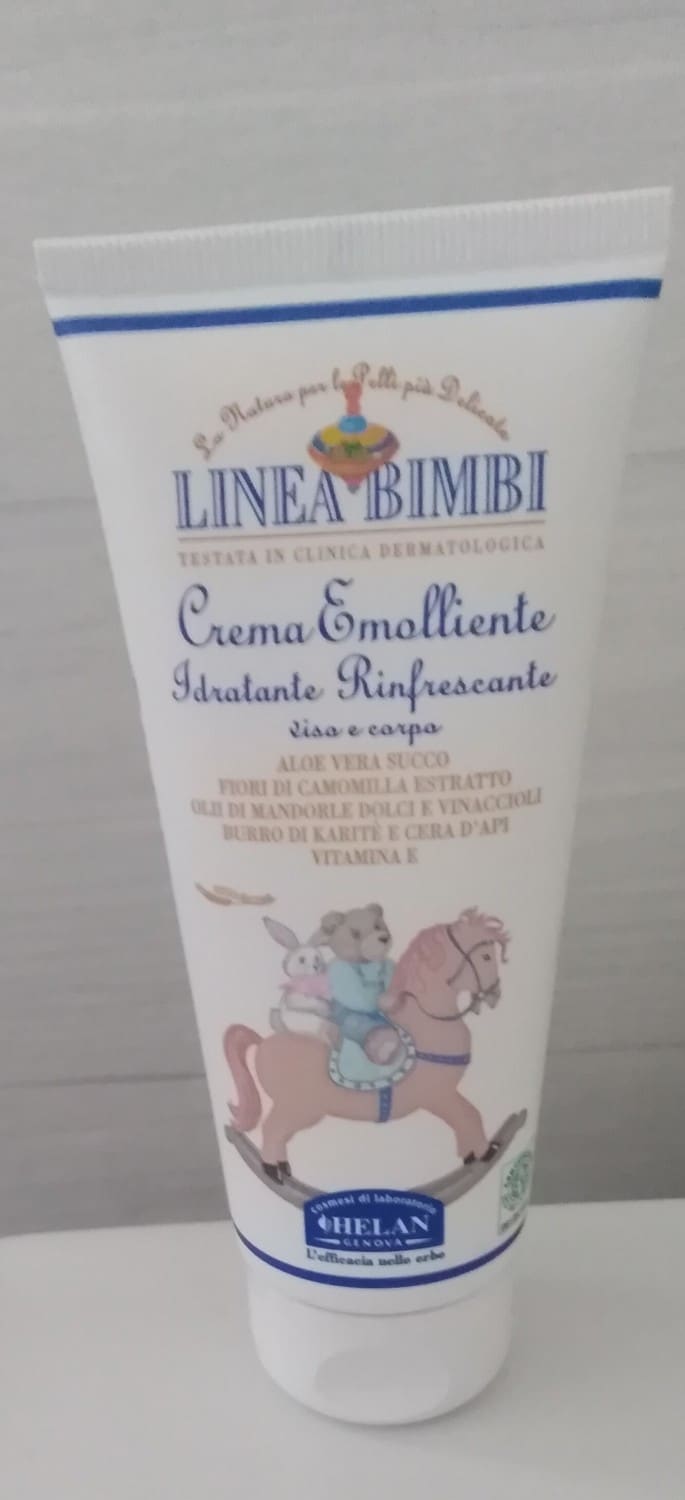 La Natura per le Pelli più Delicate
LINEA BIMBI
TESTATA IN CLINICA DERMATOLOGICA
Crema Emolliente
Idratante Rinfrescante
viso e corpo
ALOE VERA SUCCO
FIORI DI CAMOMILLA ESTRATTO
OLII DI MANDORLE DOLCI E VINACCIOLI
BURRO DI KARITÈ E CERA D'API
VITAMINA E
cosmesi di laboratorio
HELAN
GENOVA
L'efficacia nelle erbe